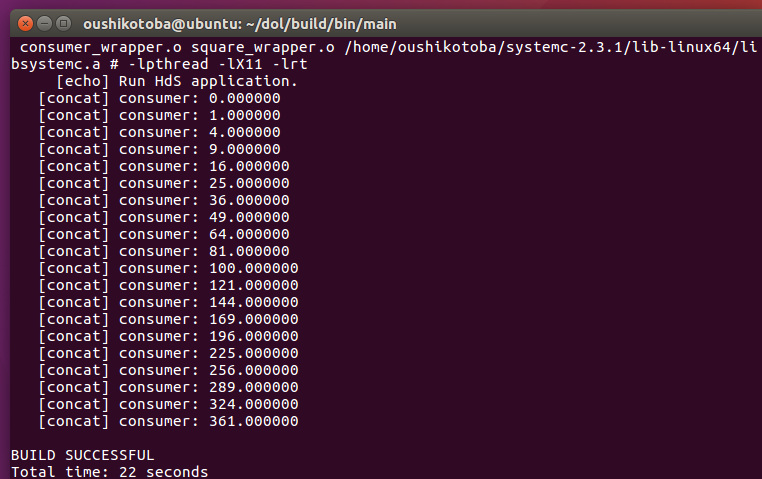 oushikotoba@ubuntu: ~/dol/build/bin/main
consumer_wrapper.o square_wrapper.o /home/oushikotoba/systemc-2.3.1/lib-linux64/li
bsystemc.a # -lpthread -lX11 -lrt
[echo] Run HdS application.
[concat] consumer: 0.000000
[concat] consumer: 1.000000
[concat] consumer: 4.000000
[concat] consumer: 9.000000
[concat] consumer: 16.000000
[concat] consumer: 25.000000
[concat] consumer: 36.000000
[concat] consumer: 49.000000
[concat] consumer: 64.000000
[concat] consumer: 81.000000
[concat] consumer: 100.000000
[concat] consumer: 121.000000
[concat] consumer: 144.000000
[concat] consumer: 169.000000
[concat] consumer: 196.000000
[concat] consumer: 225.000000
[concat] consumer: 256.000000
[concat] consumer: 289.000000
[concat] consumer: 324.000000
[concat] consumer: 361.000000
BUILD SUCCESSFUL
Total time: 22 seconds